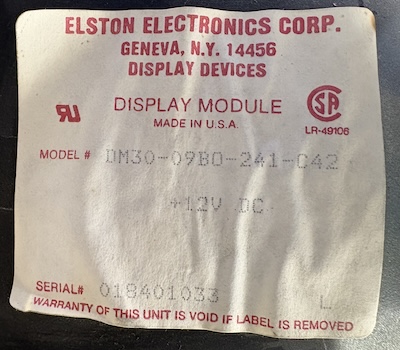 ELSTON ELECTRONICS CORP.
GENEVA, N.Y. 14456
DISPLAY DEVICES
DISPLAY MODULE
MADE IN U.S.A.
LR-49106
MODEL # DM30-09B0-241-C42
+12V DC
SERIAL# 018401033 L
WARRANTY OF THIS UNIT IS VOID IF LABEL IS REMOVED